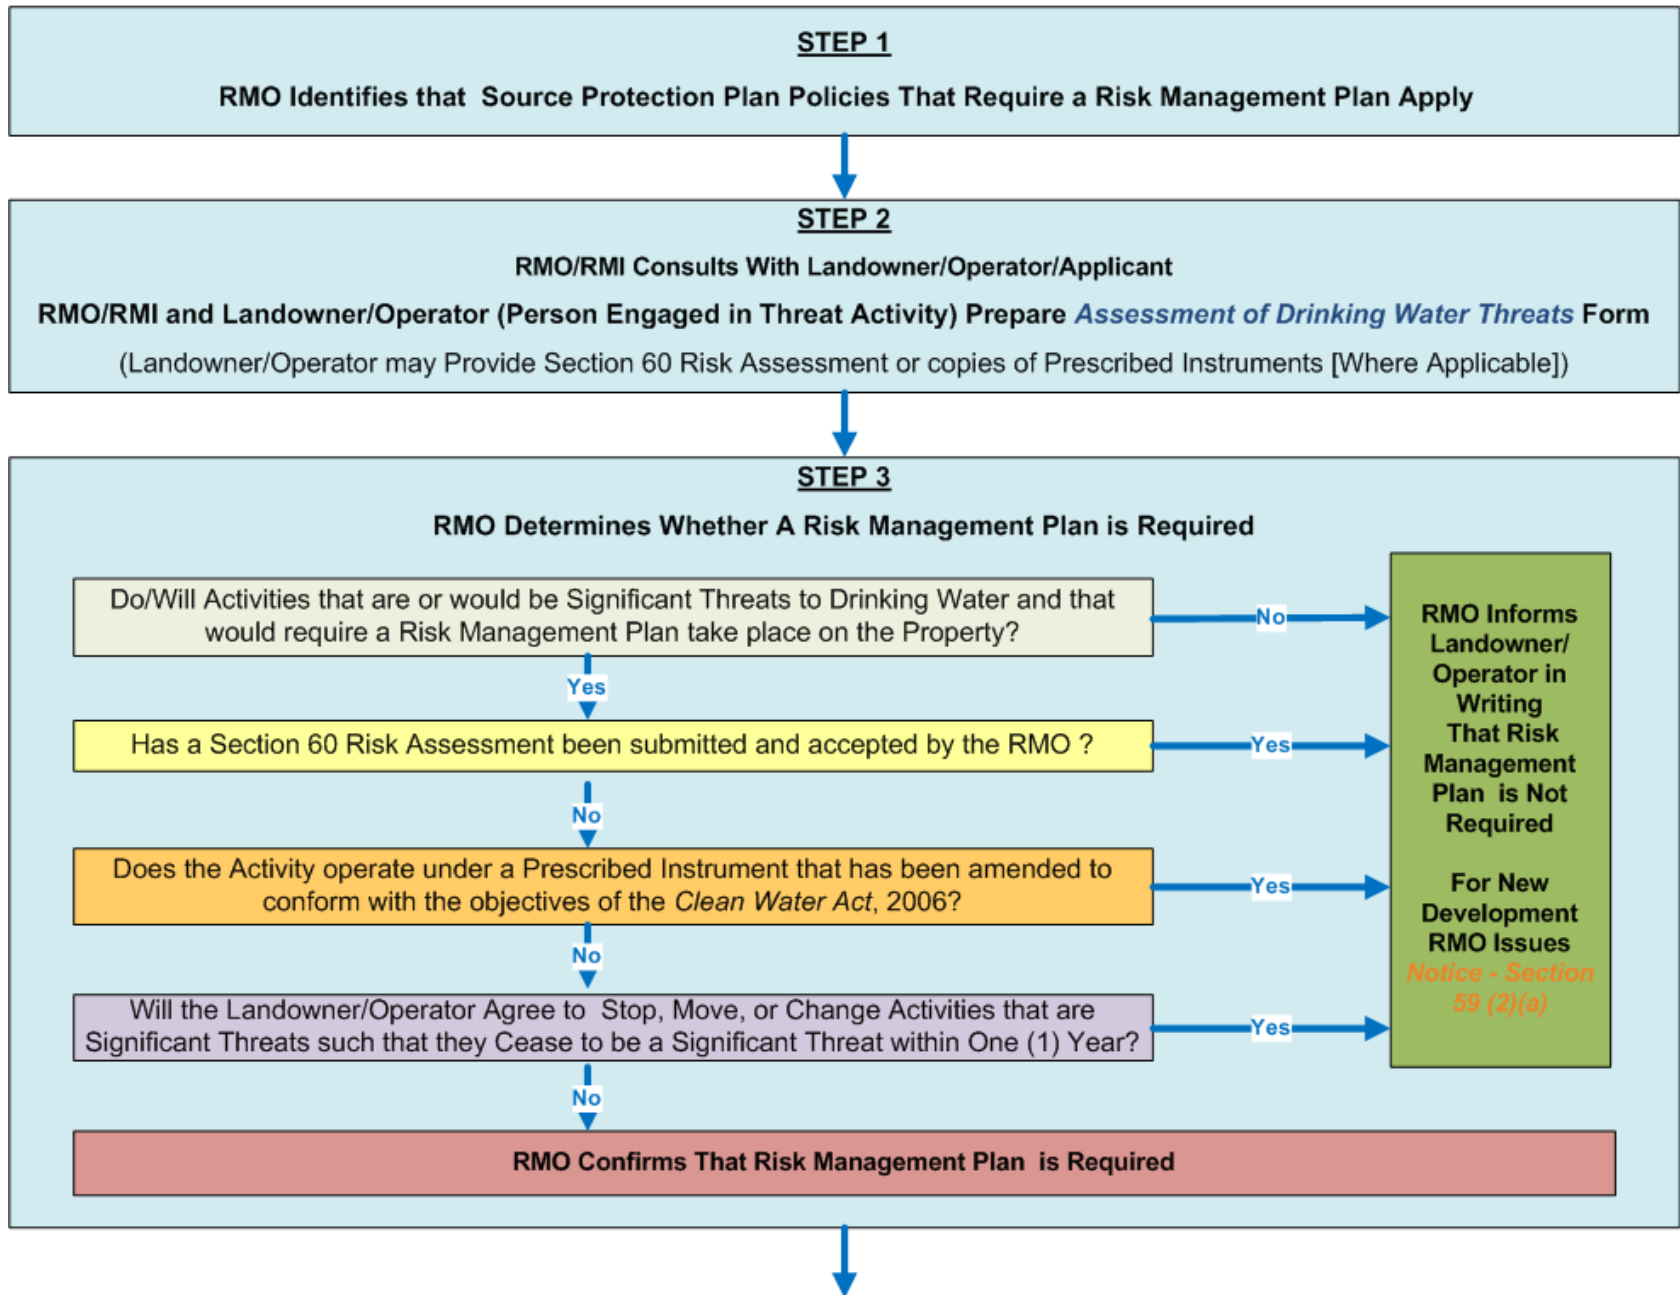 STEP 1
RMO Identifies that Source Protection Plan Policies That Require a Risk Management Plan Apply
STEP 2
RMO/RMI Consults With Landowner/Operator/Applicant
RMO/RMI and Landowner/Operator (Person Engaged in Threat Activity) Prepare Assessment of Drinking Water Threats Form
(Landowner/Operator may Provide Section 60 Risk Assessment or copies of Prescribed Instruments [Where Applicable])
STEP 3
RMO Determines Whether A Risk Management Plan is Required
Do/Will Activities that are or would be Significant Threats to Drinking Water and that
would require a Risk Management Plan take place on the Property?
No
Yes
Has a Section 60 Risk Assessment been submitted and accepted by the RMO ?
Yes
No
Does the Activity operate under a Prescribed Instrument that has been amended to
conform with the objectives of the Clean Water Act, 2006?
Yes
No
Will the Landowner/Operator Agree to Stop, Move, or Change Activities that are
Significant Threats such that they Cease to be a Significant Threat within One (1) Year?
Yes
No
RMO Informs
Landowner/
Operator in
Writing
That Risk
Management
Plan is Not
Required
For New
Development
RMO Issues
Notice - Section
59 (2)(a)
RMO Confirms That Risk Management Plan is Required